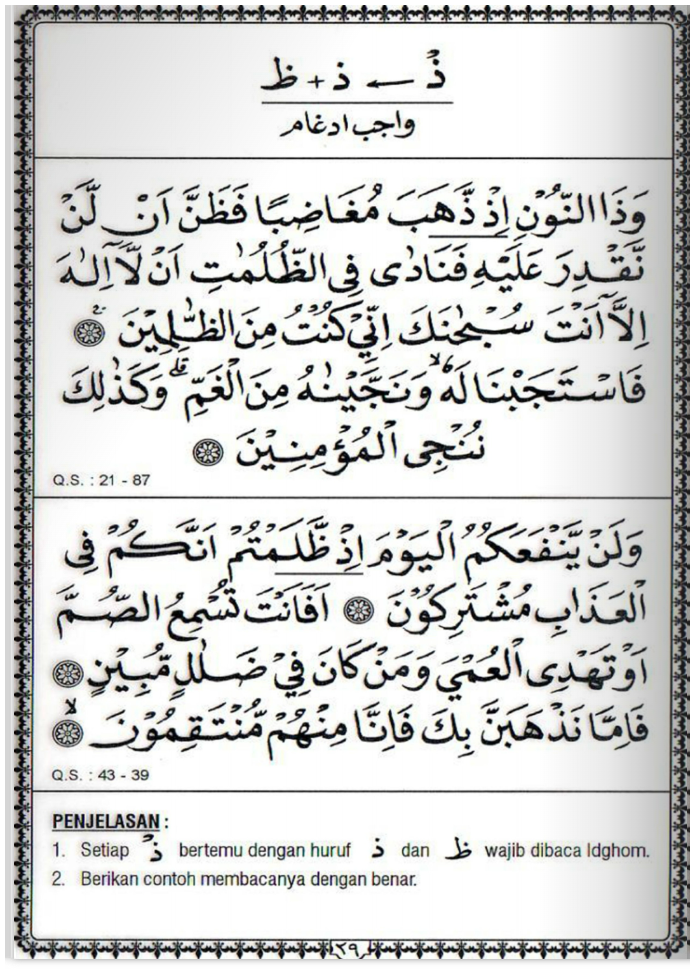 ذْ ← ذ + ظ
واجب ادغام
وَذَا النُّوْنِ اِذْ ذَّهَبَ مُغَاضِبًا فَظَنَّ اَنْ لَّنْ
نَّقْدِرَ عَلَيْهِ فَنَادٰى فِى الظُّلُمٰتِ اَنْ لَّآ اِلٰهَ
اِلَّآ اَنْتَ سُبْحٰنَكَ اِنِّيْ كُنْتُ مِنَ الظّٰلِمِيْنَ ۞
فَاسْتَجَبْنَا لَهٗ ۙ وَنَجَّيْنٰهُ مِنَ الْغَمِّ ۗ وَكَذٰلِكَ
نُنْجِى الْمُؤْمِنِيْنَ ۞
Q.S. : 21 - 87
وَلَنْ يَّنْفَعَكُمُ الْيَوْمَ اِذْ ظَّلَمْتُمْ اَنَّكُمْ فِى
الْعَذَابِ مُشْتَرِكُوْنَ ۞ اَفَاَنْتَ تُسْمِعُ الصُّمَّ
اَوْ تَهْدِى الْعُمْيَ وَمَنْ كَانَ فِيْ ضَلٰلٍ مُّبِيْنٍ ۞
فَاِمَّا نَذْهَبَنَّ بِكَ فَاِنَّا مِنْهُمْ مُّنْتَقِمُوْنَ ۙ ۞
Q.S. : 43 - 39
PENJELASAN :
1. Setiap ذْ bertemu dengan huruf ذ dan ظ wajib dibaca Idghom.
2. Berikan contoh membacanya dengan benar.
٢٩